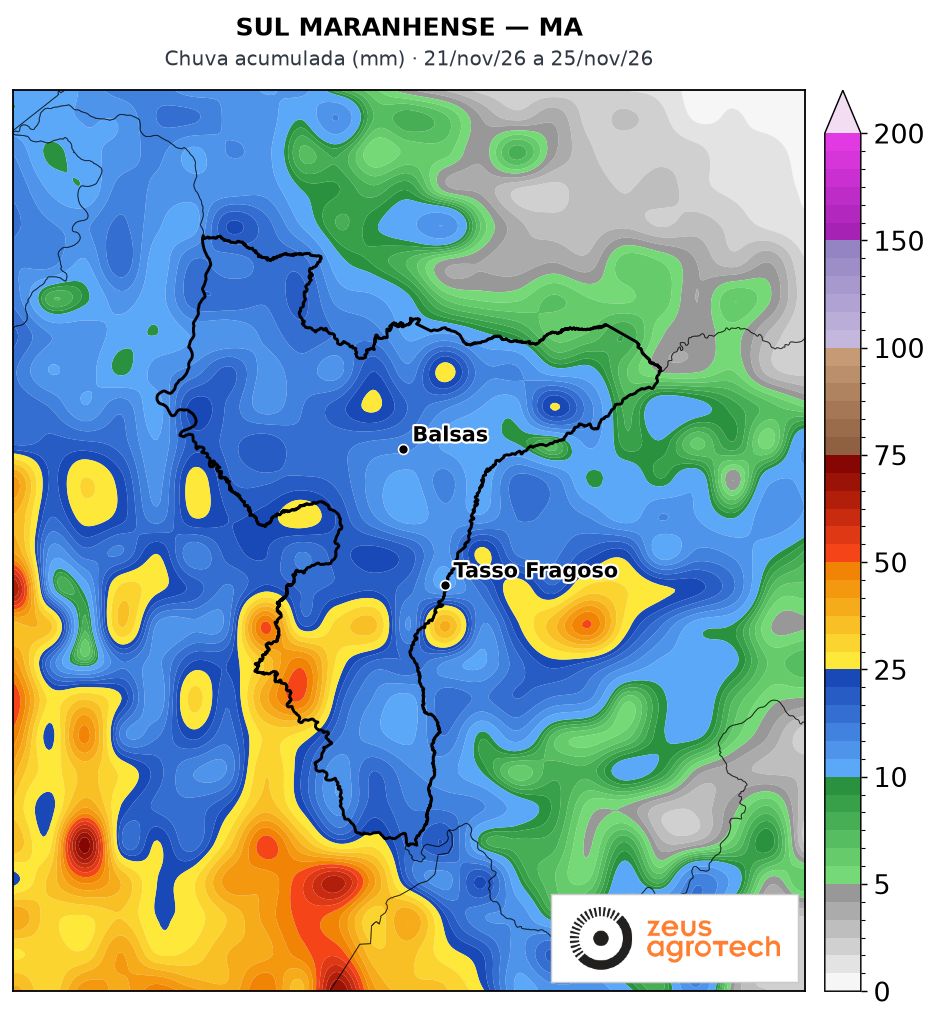 SUL MARANHENSE — MA
Chuva acumulada (mm) · 21/nov/26 a 25/nov/26
200
150
100
75
50
25
10
5
0
Balsas
Tasso Fragoso
zeus
agrotech